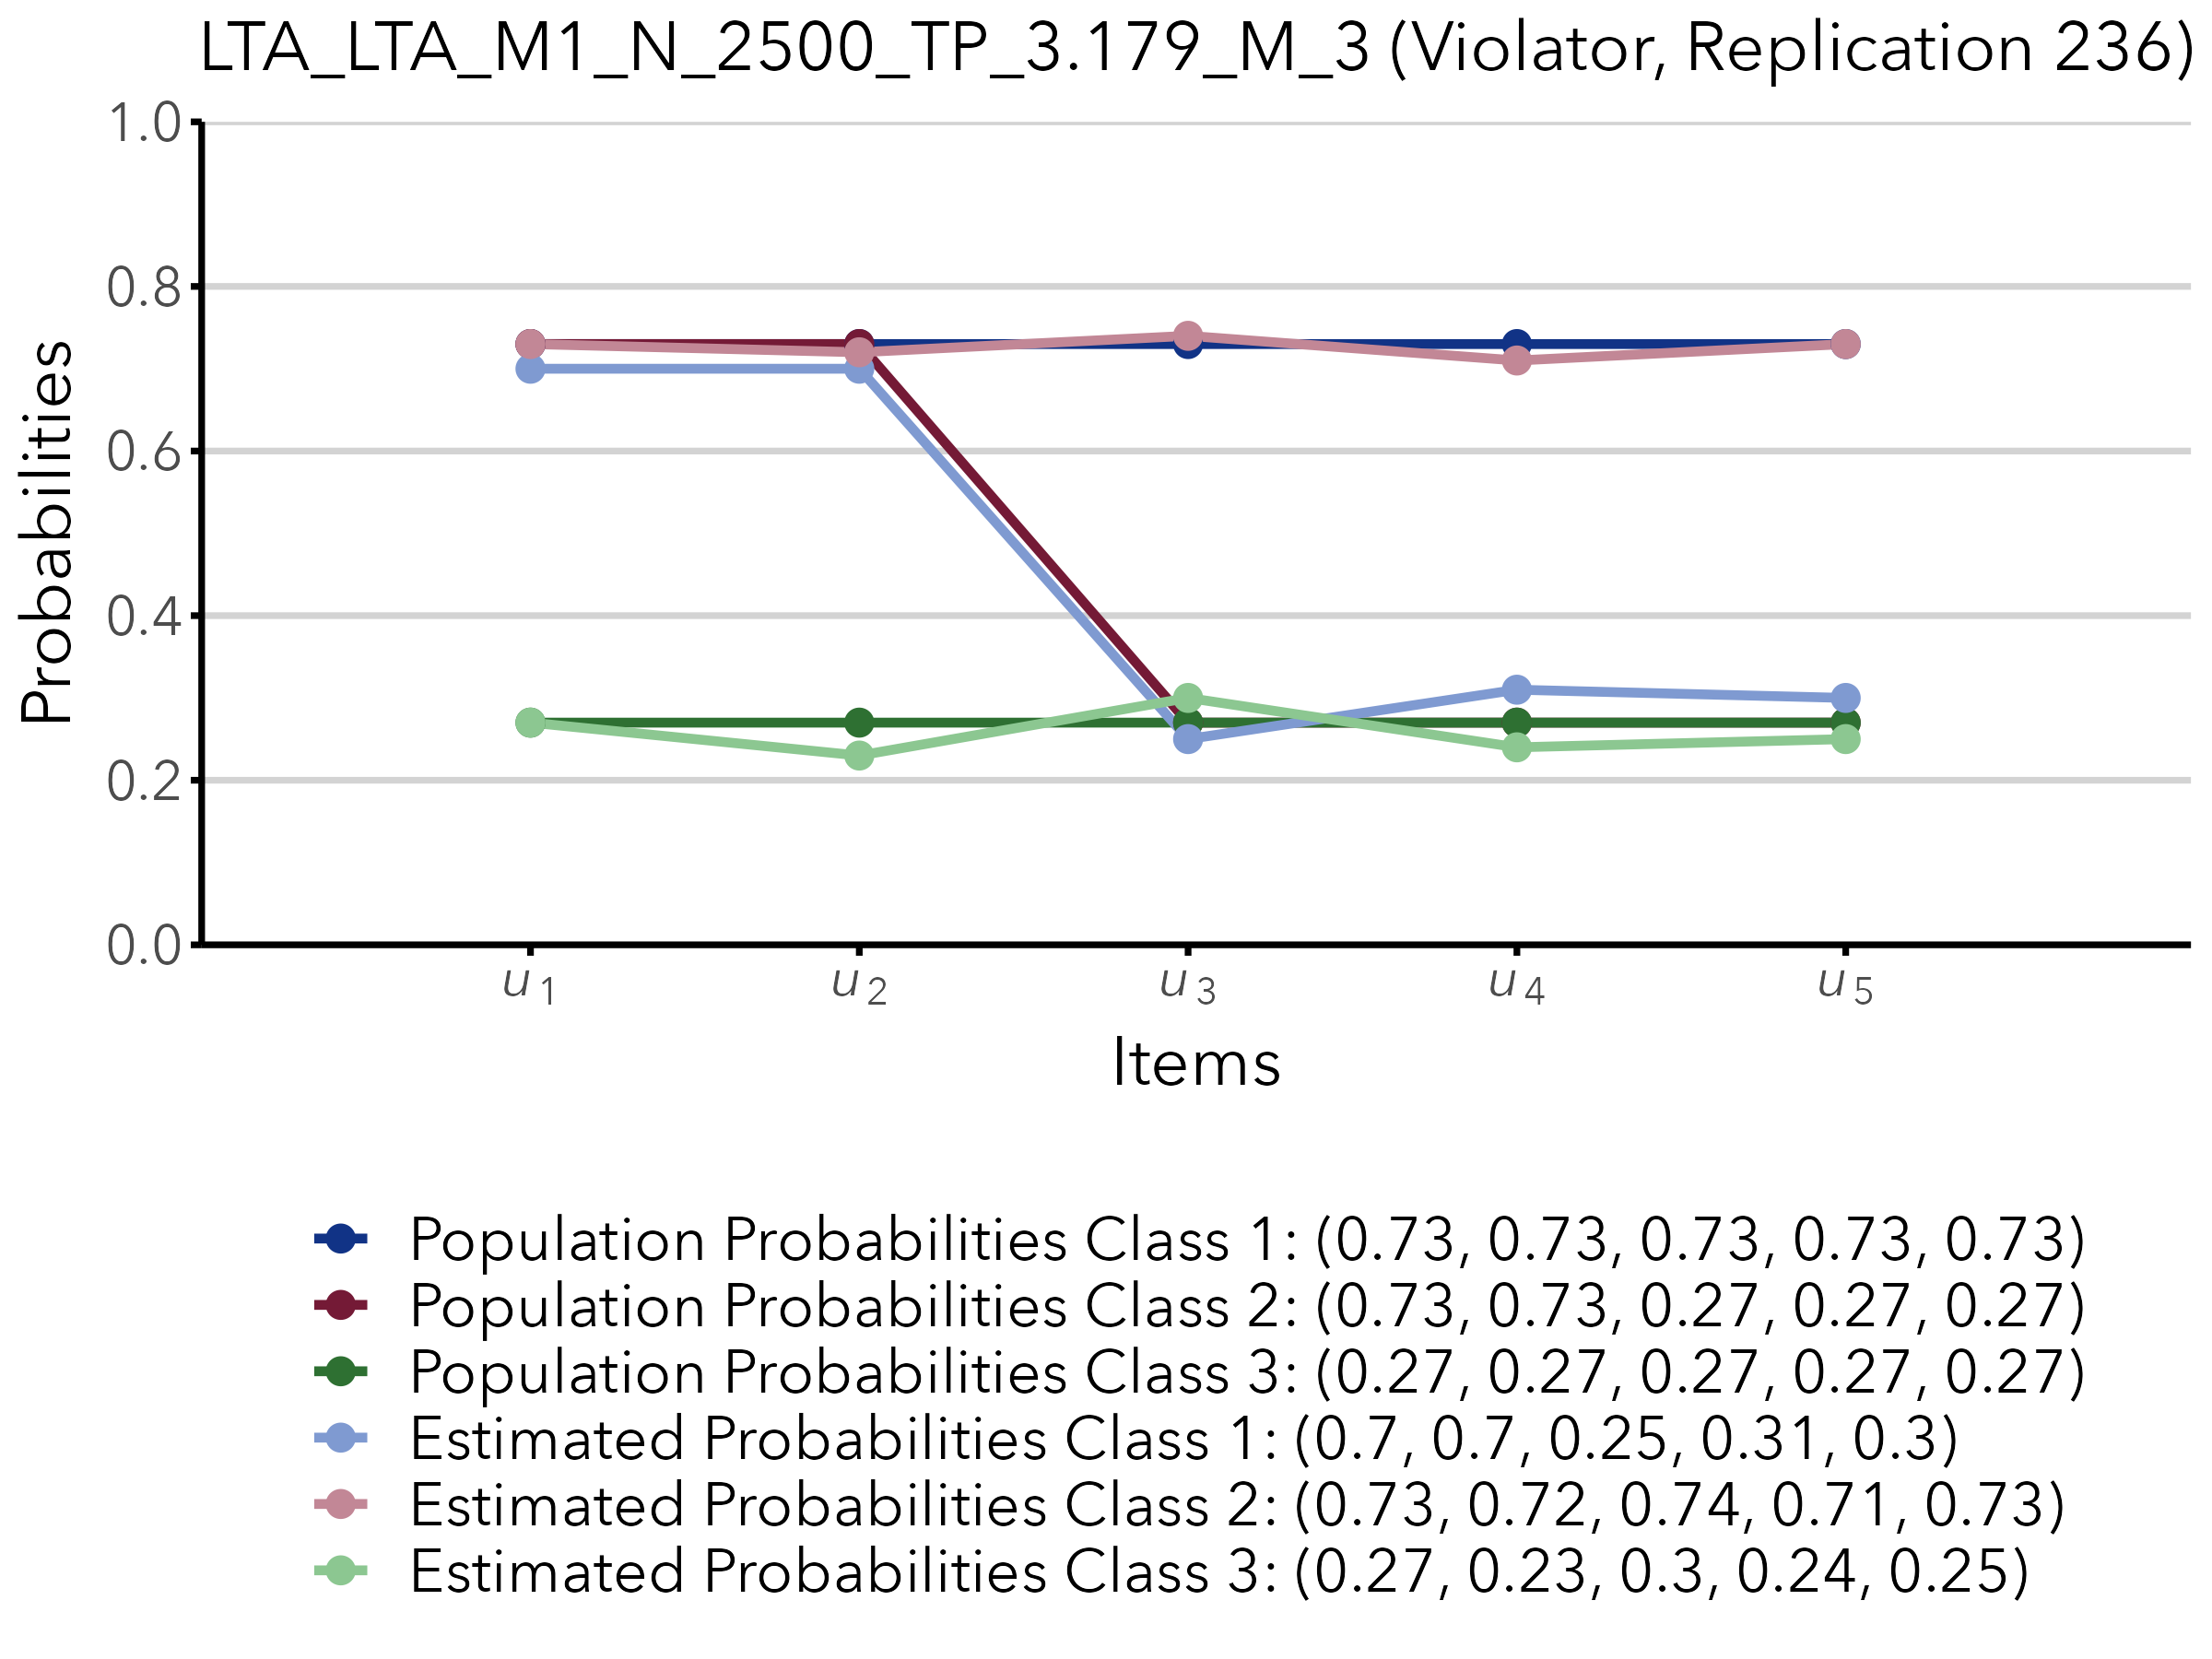 LTA_LTA_M1_N_2500_TP_3.179_M_3 (Violator, Replication 236)
1.0
0.8
0.6
0.4
0.2
0.0
Probabilities
u1 u2 u3 u4 u5
Items
Population Probabilities Class 1: (0.73, 0.73, 0.73, 0.73, 0.73)
Population Probabilities Class 2: (0.73, 0.73, 0.27, 0.27, 0.27)
Population Probabilities Class 3: (0.27, 0.27, 0.27, 0.27, 0.27)
Estimated Probabilities Class 1: (0.7, 0.7, 0.25, 0.31, 0.3)
Estimated Probabilities Class 2: (0.73, 0.72, 0.74, 0.71, 0.73)
Estimated Probabilities Class 3: (0.27, 0.23, 0.3, 0.24, 0.25)